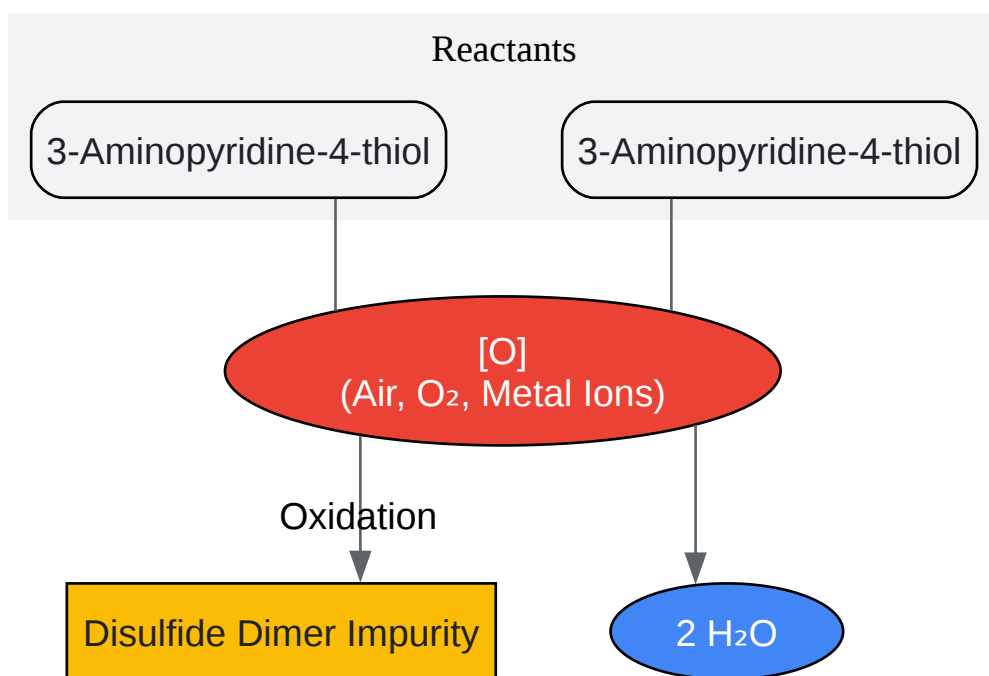 Reactants
3-Aminopyridine-4-thiol
3-Aminopyridine-4-thiol
[O]
(Air, O₂, Metal Ions)
Oxidation
Disulfide Dimer Impurity
2 H₂O